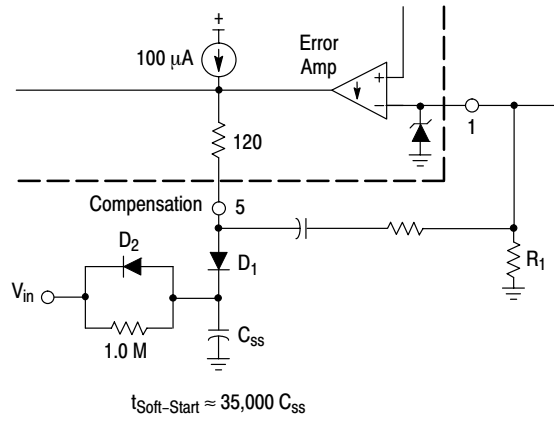 +
100 µA
Error
Amp
+
−
120
1
Compensation
5
D₂
D₁
R₁
Vin
1.0 M
Css
tSoft−Start ≈ 35,000 Css